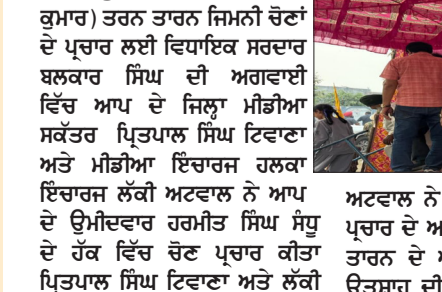 ਕੁਮਾਰ) ਤਰਨ ਤਾਰਨ ਜਿਮਨੀ ਚੋਣਾਂ
ਦੇ ਪ੍ਰਚਾਰ ਲਈ ਵਿਧਾਇਕ ਸਰਦਾਰ
ਬਲਕਾਰ ਸਿੰਘ ਦੀ ਅਗਵਾਈ
ਵਿੱਚ ਆਪ ਦੇ ਜਿਲ੍ਹਾ ਮੀਡੀਆ
ਸਕੱਤਰ ਪ੍ਰਿਤਪਾਲ ਸਿੰਘ ਟਿਵਾਣਾ
ਅਤੇ ਮੀਡੀਆ ਇੰਚਾਰਜ ਹਲਕਾ
ਇੰਚਾਰਜ ਲੱਕੀ ਅਟਵਾਲ ਨੇ ਆਪ
ਦੇ ਉਮੀਦਵਾਰ ਹਰਮੀਤ ਸਿੰਘ ਸੰਧੂ
ਦੇ ਹੱਕ ਵਿੱਚ ਚੋਣ ਪ੍ਰਚਾਰ ਕੀਤਾ
ਪ੍ਰਿਤਪਾਲ ਸਿੰਘ ਟਿਵਾਣਾ ਅਤੇ ਲੱਕੀ
ਅਟਵਾਲ ਨੇ
ਪ੍ਰਚਾਰ ਦੇ
ਤਾਰਨ ਦੇ
ਉਤਸ਼ਾਹ ਦੀ